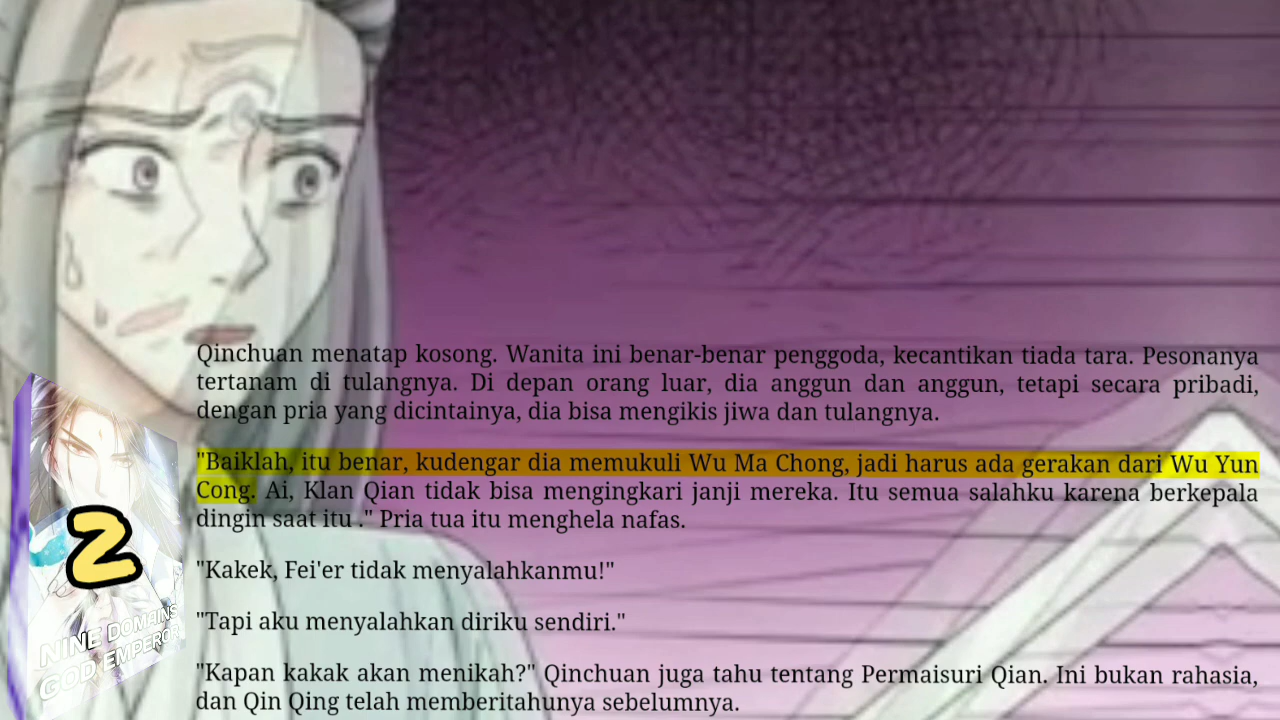 Qinchuan menatap kosong. Wanita ini benar-benar penggoda, kecantikan tiada tara. Pesonanya
tertanam di tulangnya. Di depan orang luar, dia anggun dan anggun, tetapi secara pribadi,
dengan pria yang dicintainya, dia bisa mengikis jiwa dan tulangnya.
"Baiklah, itu benar, kudengar dia memukuli Wu Ma Chong, jadi harus ada gerakan dari Wu Yun
Cong. Ai, Klan Qian tidak bisa mengingkari janji mereka. Itu semua salahku karena berkepala
dingin saat itu ." Pria tua itu menghela nafas.
"Kakek, Fei'er tidak menyalahkanmu!"
"Tapi aku menyalahkan diriku sendiri."
"Kapan kakak akan menikah?" Qinchuan juga tahu tentang Permaisuri Qian. Ini bukan rahasia,
dan Qin Qing telah memberitahunya sebelumnya.
2
NINE DOMAINS
GOD EMPEROR